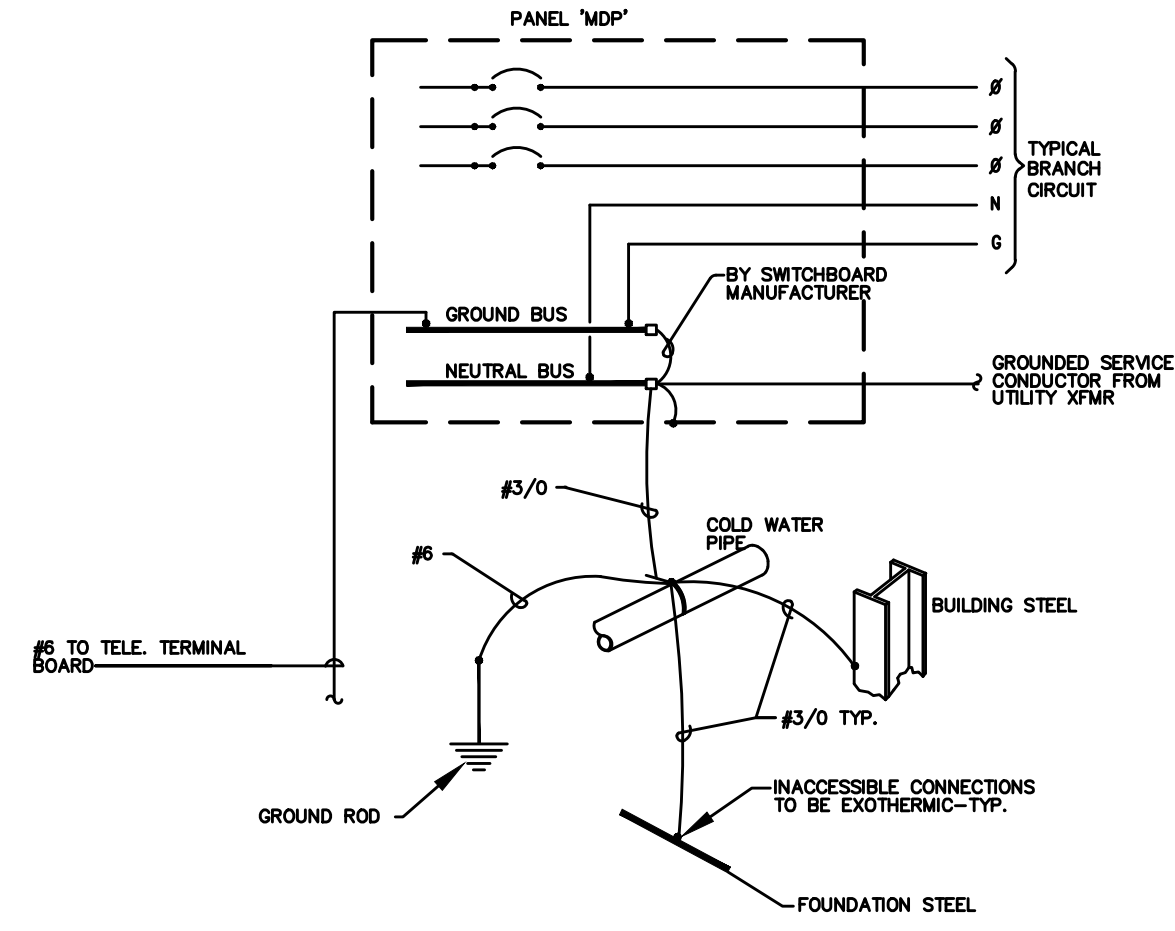 PANEL 'MDP'
Ø
Ø
Ø
N
G
TYPICAL
BRANCH
CIRCUIT
BY SWITCHBOARD
MANUFACTURER
GROUND BUS
NEUTRAL BUS
GROUNDED SERVICE
CONDUCTOR FROM
UTILITY XFMR
#3/0
COLD WATER
PIPE
#6
BUILDING STEEL
#6 TO TELE. TERMINAL
BOARD
#3/0 TYP.
INACCESSIBLE CONNECTIONS
TO BE EXOTHERMIC-TYP.
GROUND ROD
FOUNDATION STEEL